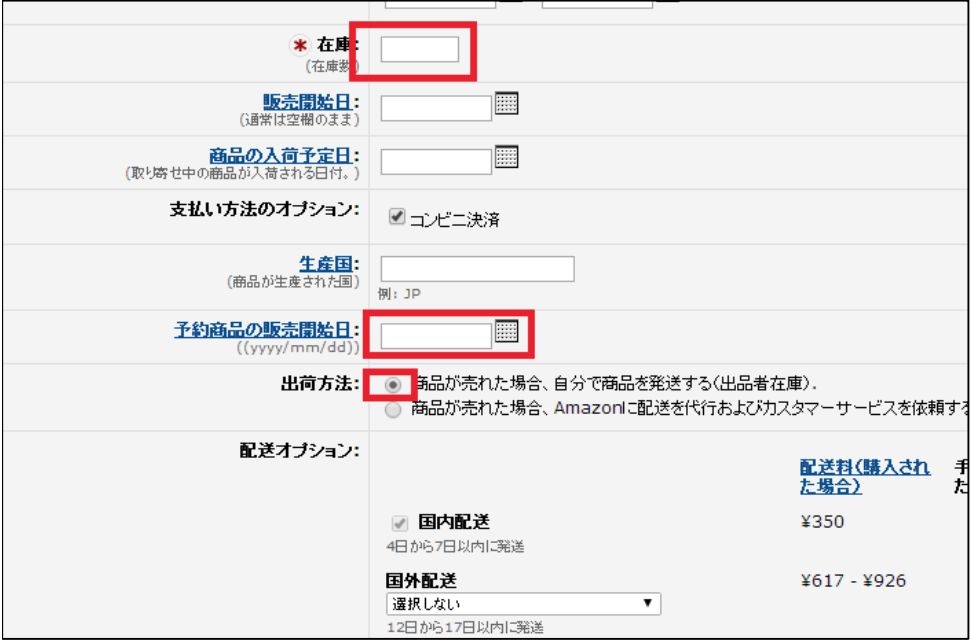 * 在庫:
(在庫数)
販売開始日:
(通常は空欄のまま)
商品の入荷予定日:
(取り寄せ中の商品が入荷される日付。)
支払い方法のオプション:
コンビニ決済
生産国:
(商品が生産された国)
例: JP
予約商品の販売開始日:
((yyyy/mm/dd))
出荷方法:
商品が売れた場合、自分で商品を発送する(出品者在庫).
商品が売れた場合、Amazonに配送を代行およびカスタマーサービスを依頼する
配送オプション:
配送料(購入され 手
た場合) た
国内配送 ¥350
4日から7日以内に発送
国外配送 ¥617 - ¥926
選択しない
12日から17日以内に発送